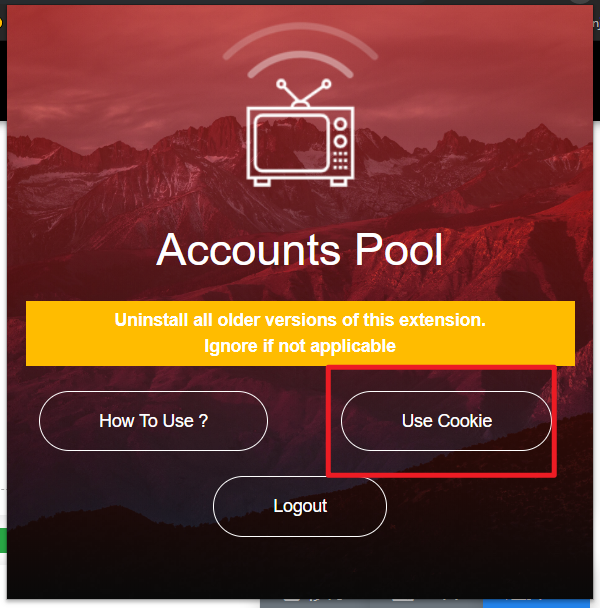 Accounts Pool
Uninstall all older versions of this extension.
Ignore if not applicable
How To Use ?
Use Cookie
Logout